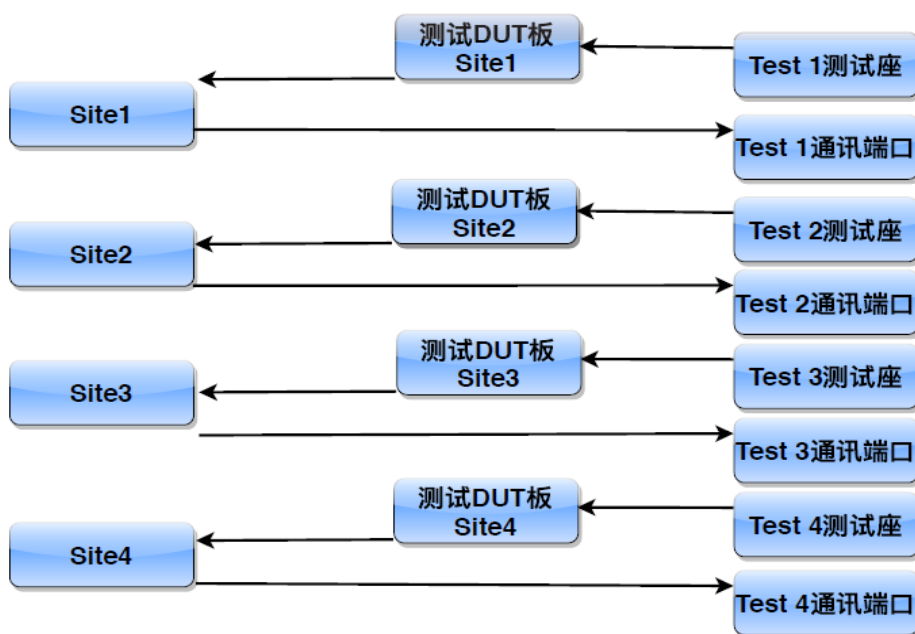 测试DUT板
Site1
Test 1测试座
Site1
Test 1通讯端口
测试DUT板
Site2
Test 2测试座
Site2
Test 2通讯端口
测试DUT板
Site3
Test 3测试座
Site3
Test 3通讯端口
测试DUT板
Site4
Test 4测试座
Site4
Test 4通讯端口